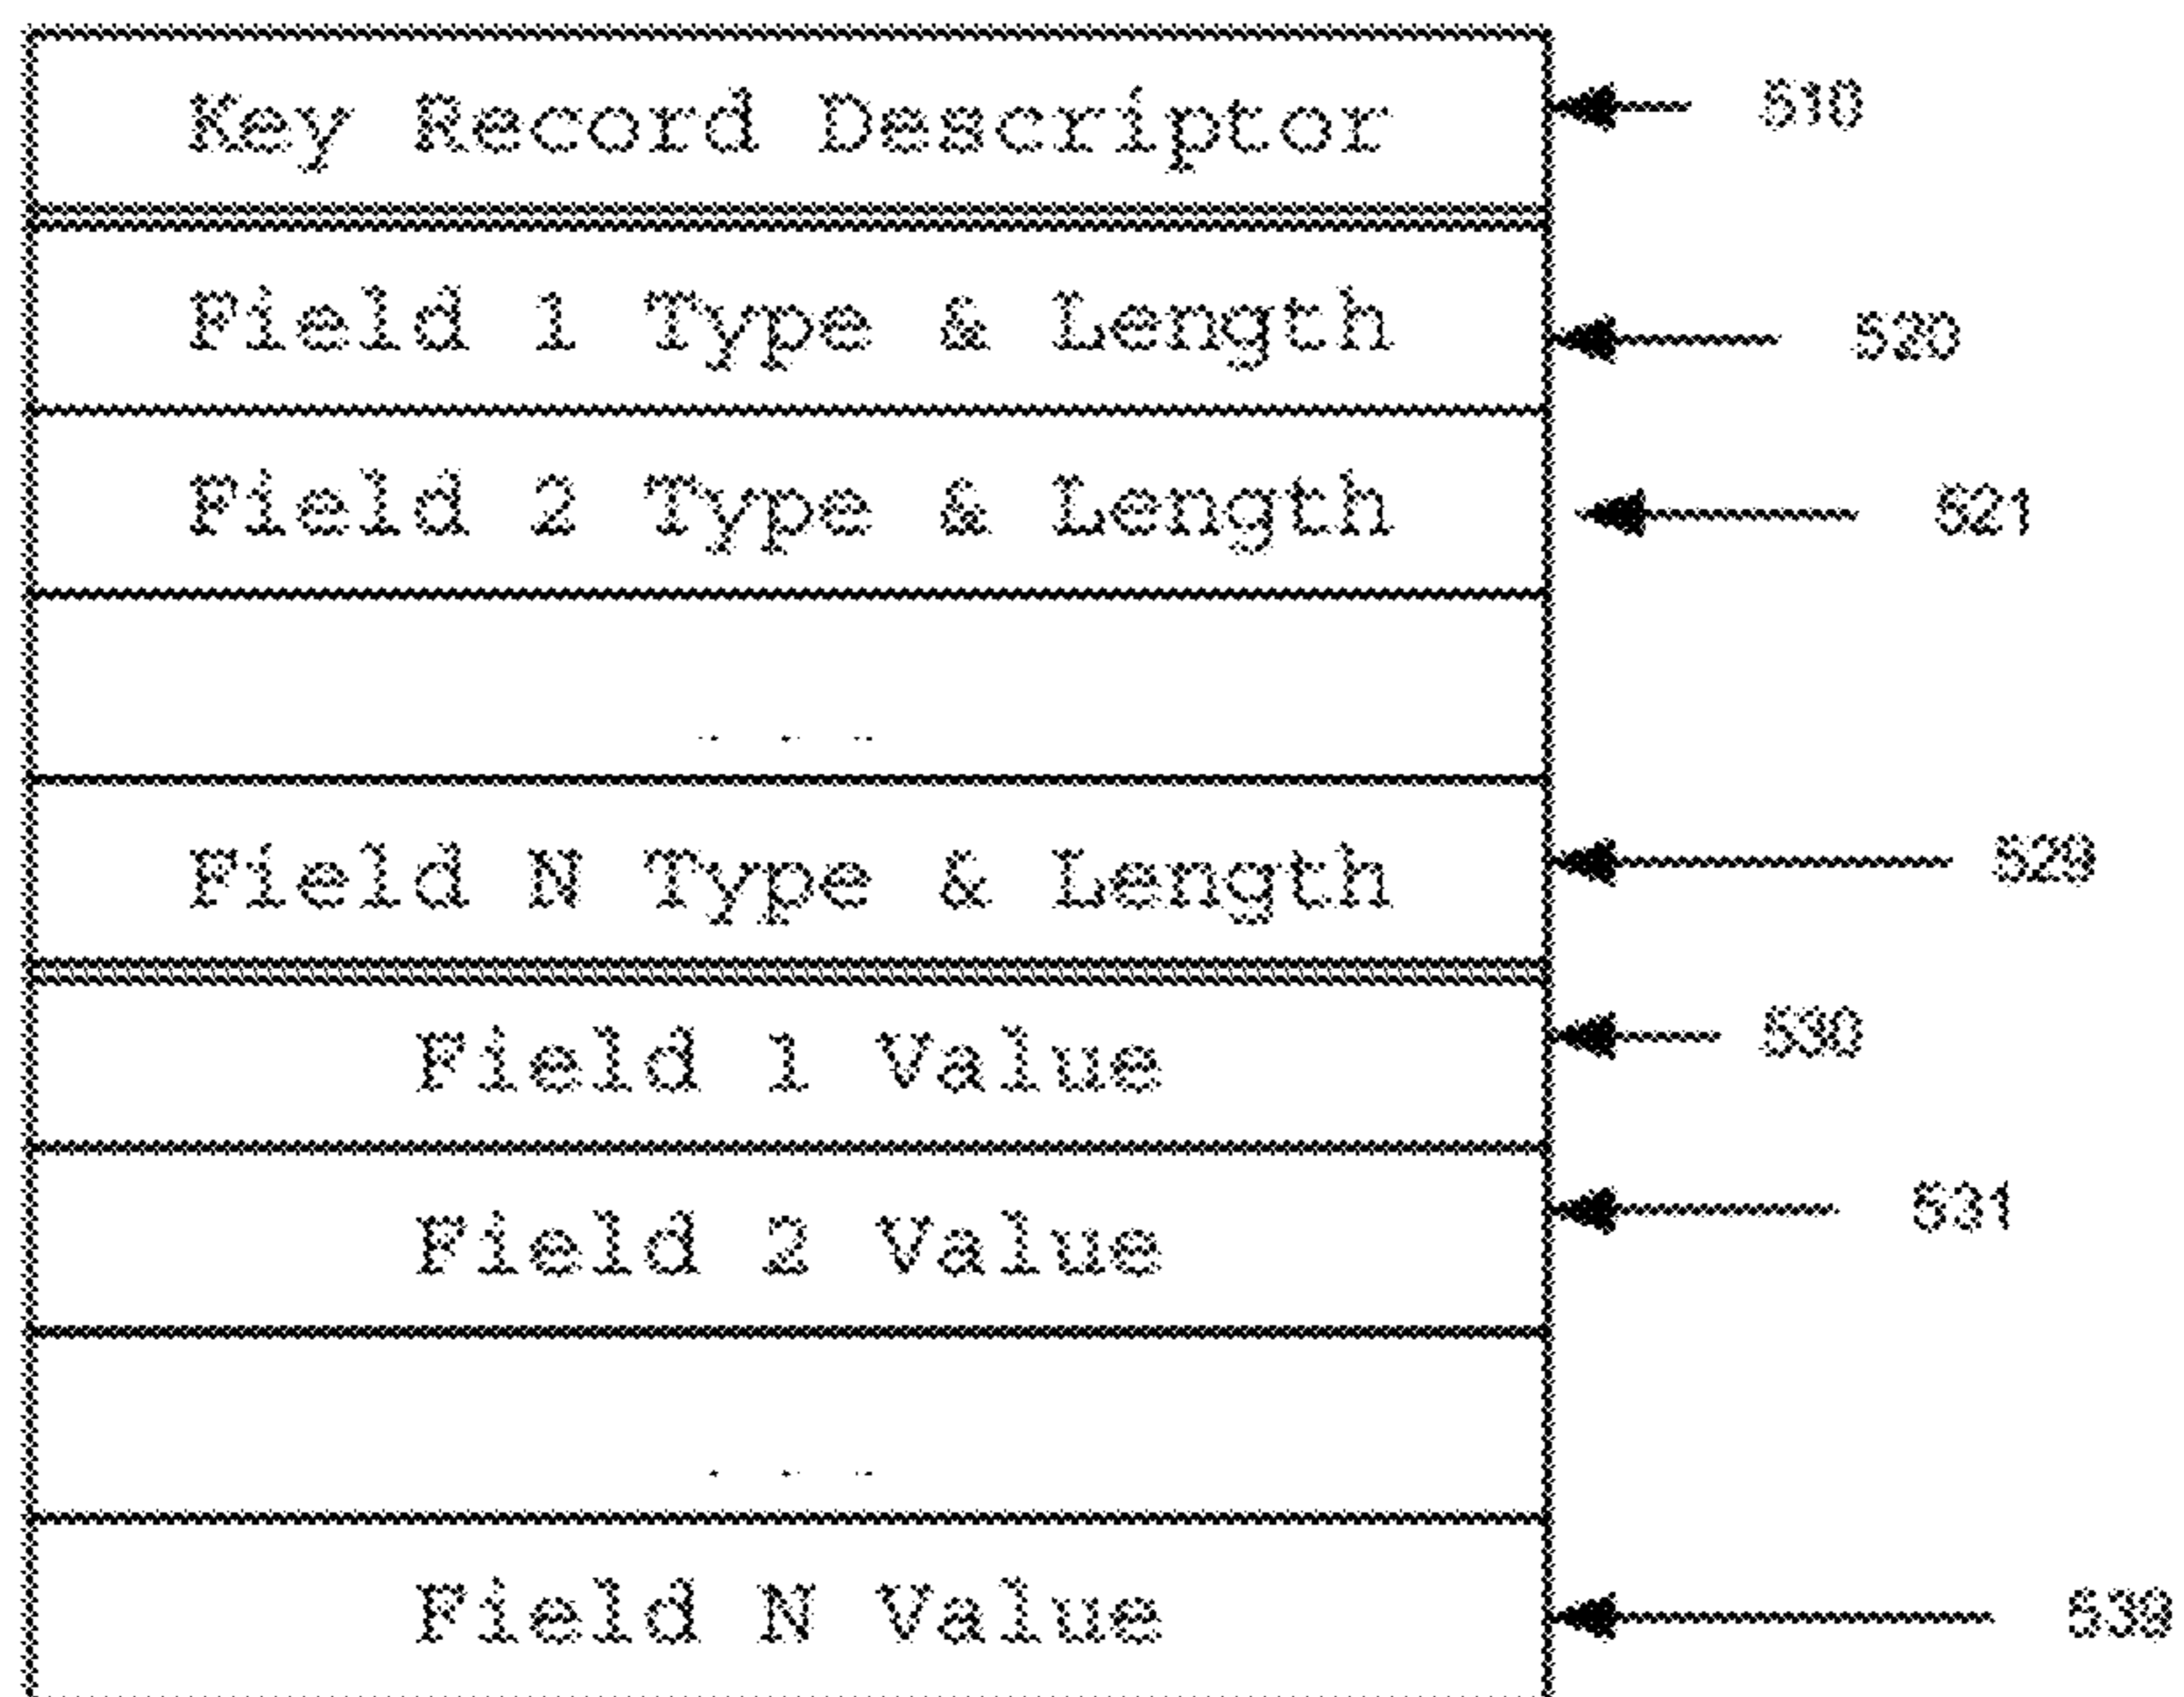 Key Record Descriptor 510
Field 1 Type & Length 520
Field 2 Type & Length 521
. . .
Field N Type & Length 529
Field 1 Value 530
Field 2 Value 531
. . .
Field N Value 539